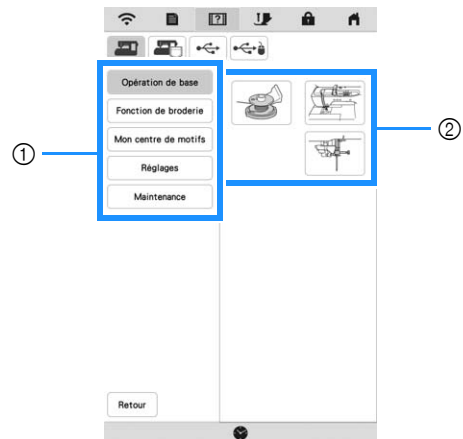 Opération de base
Fonction de broderie
Mon centre de motifs
Réglages
Maintenance
Retour
①
②